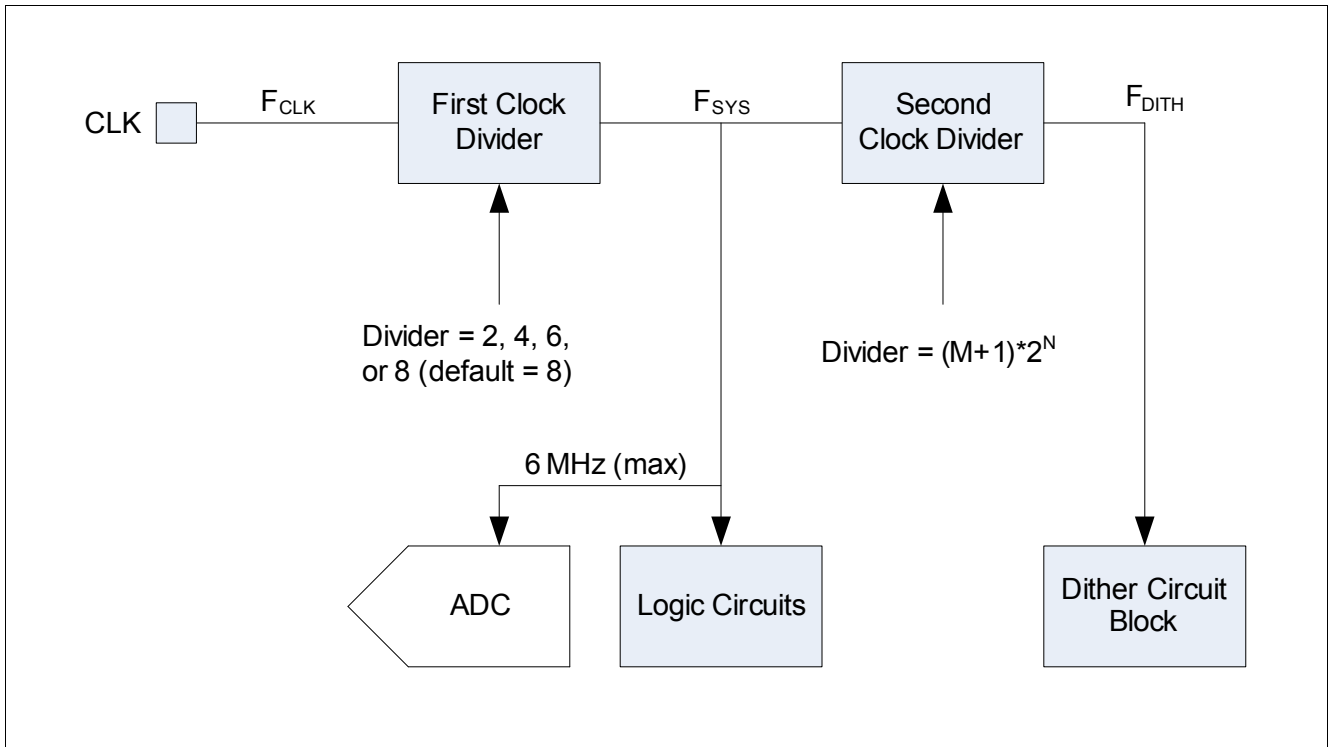 CLK
F_CLK
First Clock
Divider
F_SYS
Second
Clock Divider
F_DITH
Divider = 2, 4, 6,
or 8 (default = 8)
Divider = (M+1)*2^N
6 MHz (max)
ADC
Logic Circuits
Dither Circuit
Block